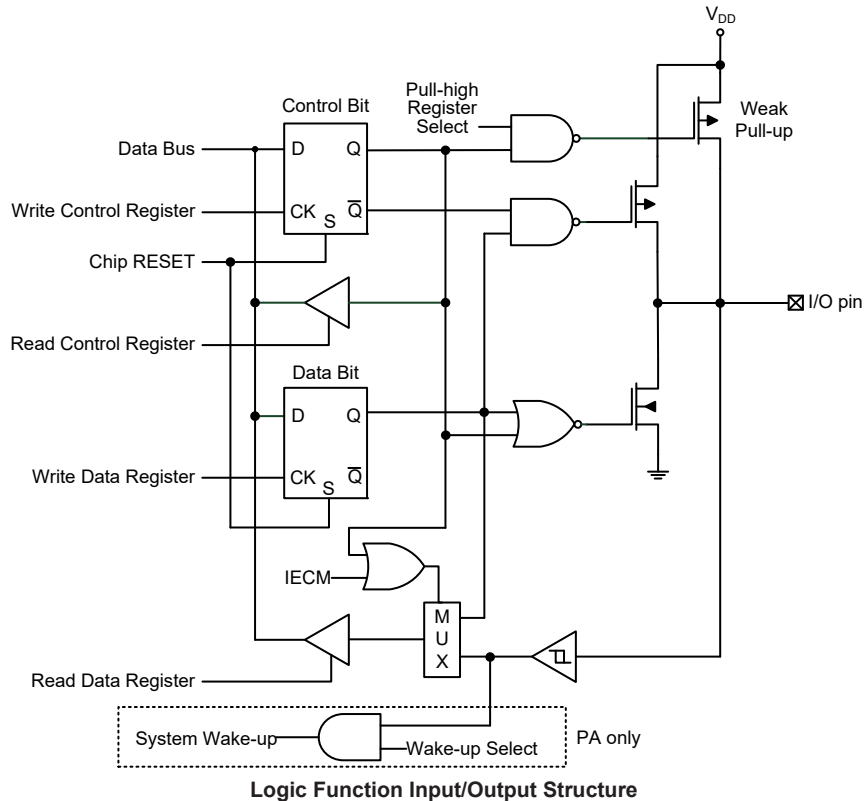 V_DD
Pull-high
Register
Select
Weak
Pull-up
Control Bit
Data Bus
D
Q
Write Control Register
CK
Q̅
S
Chip RESET
I/O pin
Read Control Register
Data Bit
D
Q
Write Data Register
CK
Q̅
S
IECM
M
U
X
Read Data Register
System Wake-up
Wake-up Select
PA only
Logic Function Input/Output Structure